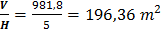 V/H = 981,8/5 = 196,36 m²